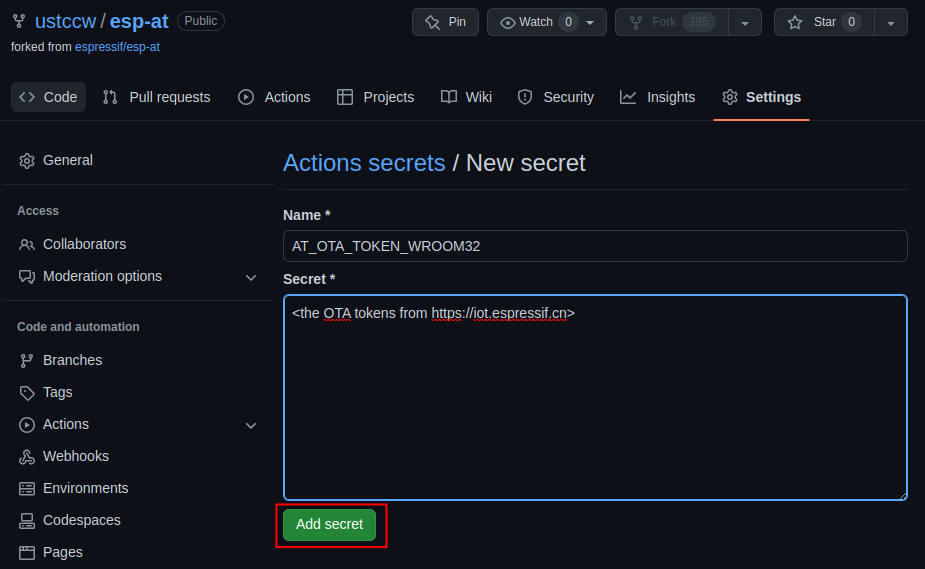 ustccw / esp-at Public
Pin
Watch 0
Fork 335
Star 0
forked from espressif/esp-at
Code
Pull requests
Actions
Projects
Wiki
Security
Insights
Settings
General
Access
Collaborators
Moderation options
Code and automation
Branches
Tags
Actions
Webhooks
Environments
Codespaces
Pages
Actions secrets / New secret
Name *
AT_OTA_TOKEN_WROOM32
Secret *
<the OTA tokens from https://iot.espressif.cn>
Add secret